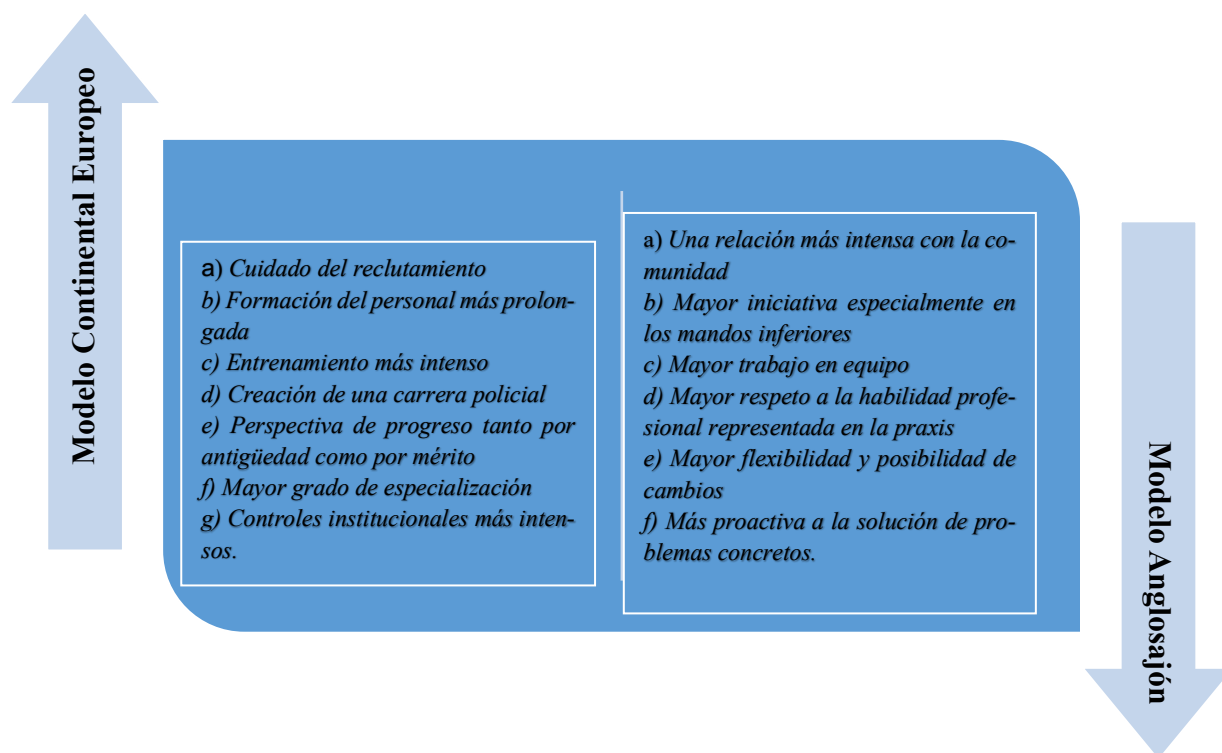 Modelo Continental Europeo
a) Cuidado del reclutamiento
b) Formación del personal más prolon-
gada
c) Entrenamiento más intenso
d) Creación de una carrera policial
e) Perspectiva de progreso tanto por
antigüedad como por mérito
f) Mayor grado de especialización
g) Controles institucionales más inten-
sos.
a) Una relación más intensa con la co-
munidad
b) Mayor iniciativa especialmente en
los mandos inferiores
c) Mayor trabajo en equipo
d) Mayor respeto a la habilidad profe-
sional representada en la praxis
e) Mayor flexibilidad y posibilidad de
cambios
f) Más proactiva a la solución de pro-
blemas concretos.
Modelo Anglosajón